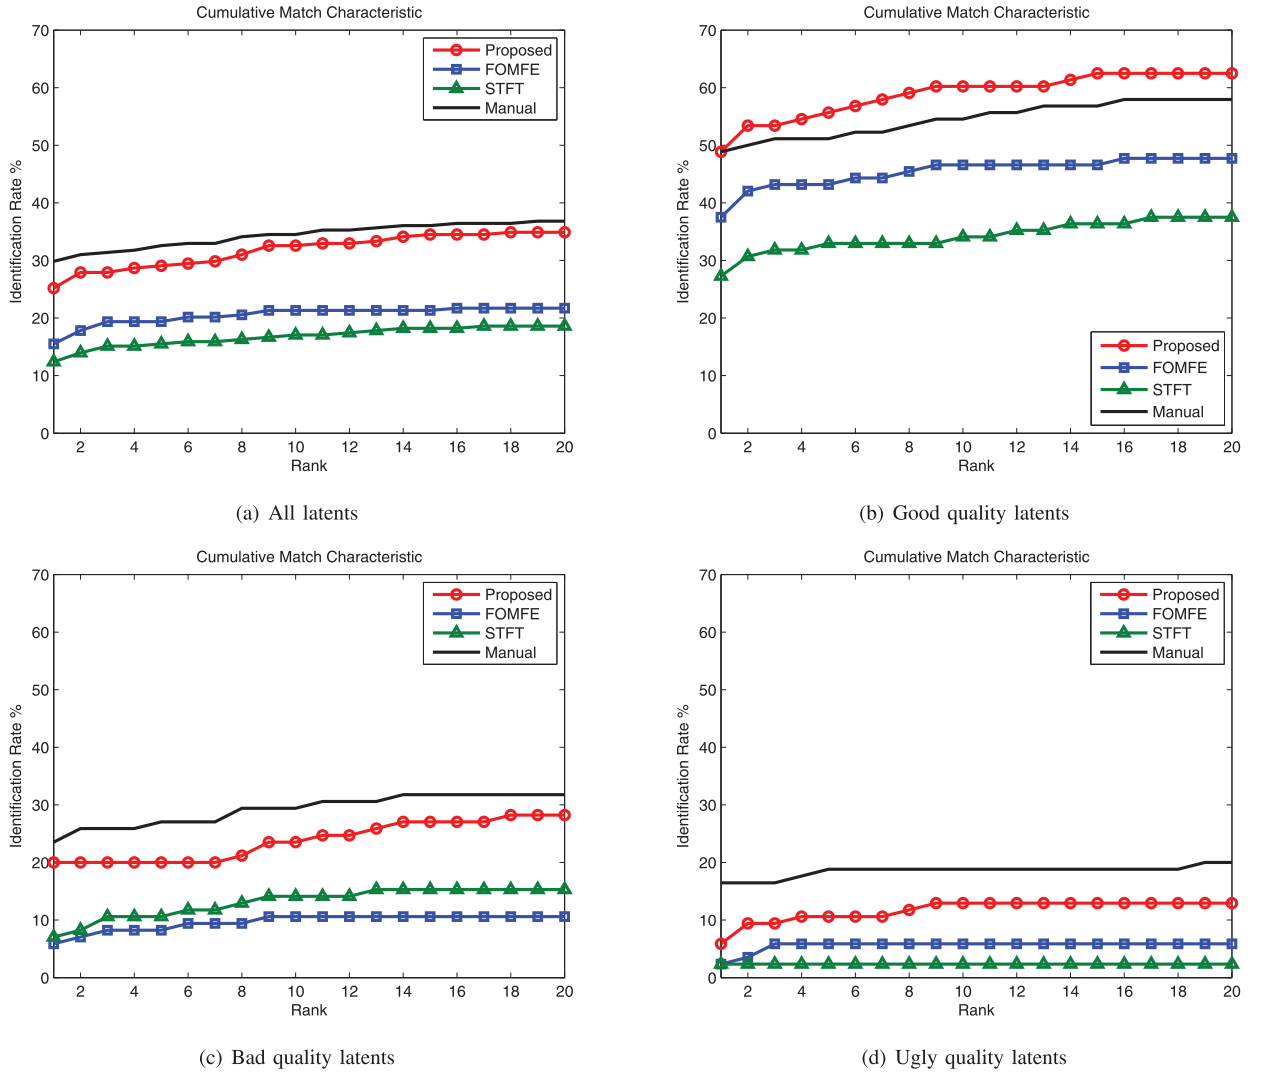 Cumulative Match Characteristic
70
60
50
40
30
20
10
0
Identification Rate %
Proposed
FOMFE
STFT
Manual
2 4 6 8 10 12 14 16 18 20
Rank
(a) All latents
Cumulative Match Characteristic
70
60
50
40
30
20
10
0
Identification Rate %
Proposed
FOMFE
STFT
Manual
2 4 6 8 10 12 14 16 18 20
Rank
(b) Good quality latents
Cumulative Match Characteristic
70
60
50
40
30
20
10
0
Identification Rate %
Proposed
FOMFE
STFT
Manual
2 4 6 8 10 12 14 16 18 20
Rank
(c) Bad quality latents
Cumulative Match Characteristic
70
60
50
40
30
20
10
0
Identification Rate %
Proposed
FOMFE
STFT
Manual
2 4 6 8 10 12 14 16 18 20
Rank
(d) Ugly quality latents